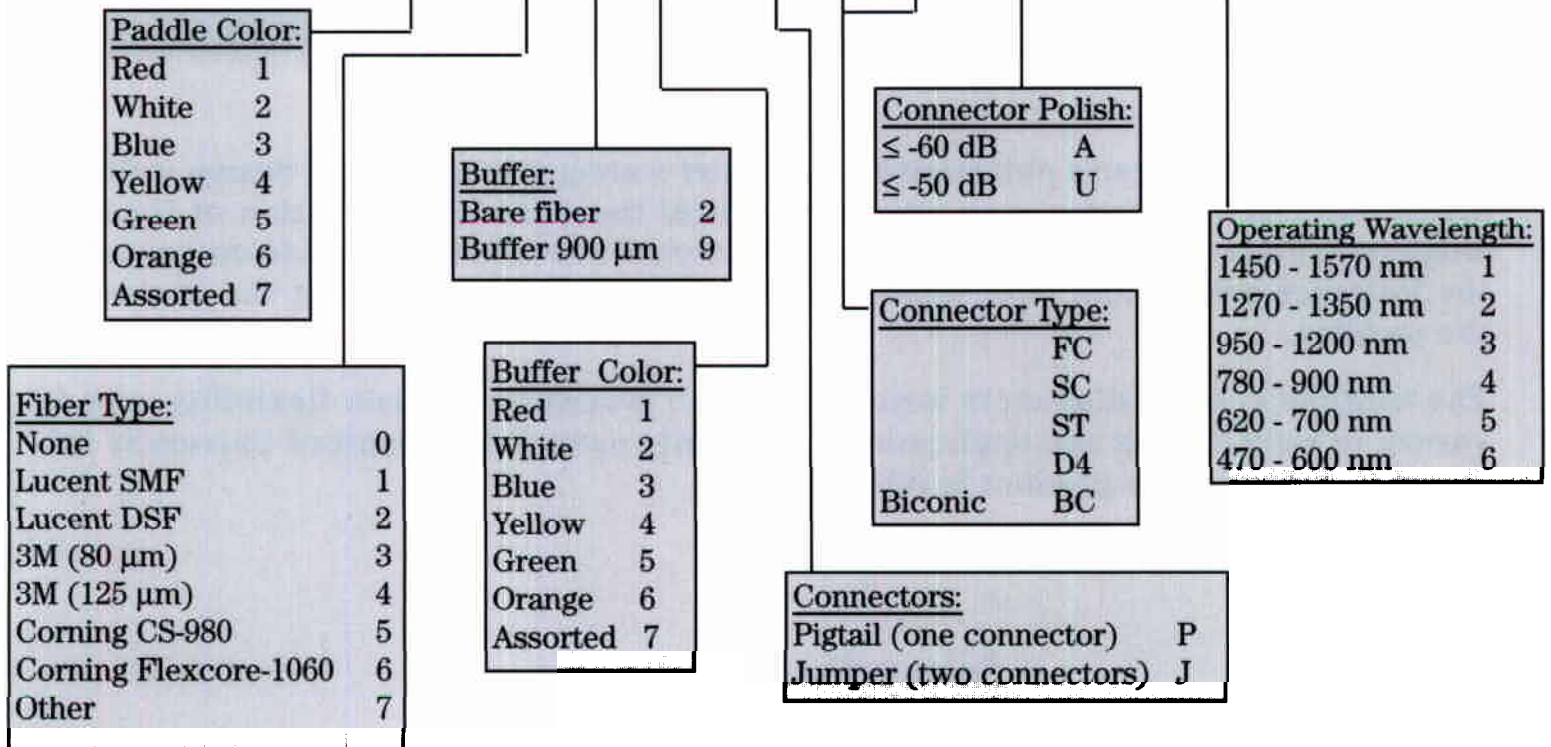 Paddle Color:
Red 1
White 2
Blue 3
Yellow 4
Green 5
Orange 6
Assorted 7
Fiber Type:
None 0
Lucent SMF 1
Lucent DSF 2
3M (80 µm) 3
3M (125 µm) 4
Corning CS-980 5
Corning Flexcore-1060 6
Other 7
Buffer:
Bare fiber 2
Buffer 900 µm 9
Buffer Color:
Red 1
White 2
Blue 3
Yellow 4
Green 5
Orange 6
Assorted 7
Connectors:
Pigtail (one connector) P
Jumper (two connectors) J
Connector Type:
FC
SC
ST
D4
Biconic BC
Connector Polish:
≤ -60 dB A
≤ -50 dB U
Operating Wavelength:
1450 - 1570 nm 1
1270 - 1350 nm 2
950 - 1200 nm 3
780 - 900 nm 4
620 - 700 nm 5
470 - 600 nm 6